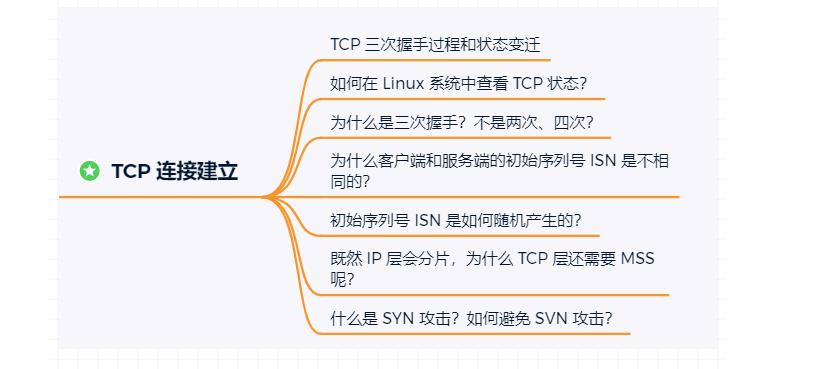 TCP 三次握手过程和状态变迁
如何在 Linux 系统中查看 TCP 状态？
为什么是三次握手？不是两次、四次？
为什么客户端和服务端的初始序列号 ISN 是不相
同的？
TCP 连接建立
初始序列号 ISN 是如何随机产生的？
既然 IP 层会分片，为什么 TCP 层还需要 MSS
呢？
什么是 SYN 攻击？如何避免 SVN 攻击？